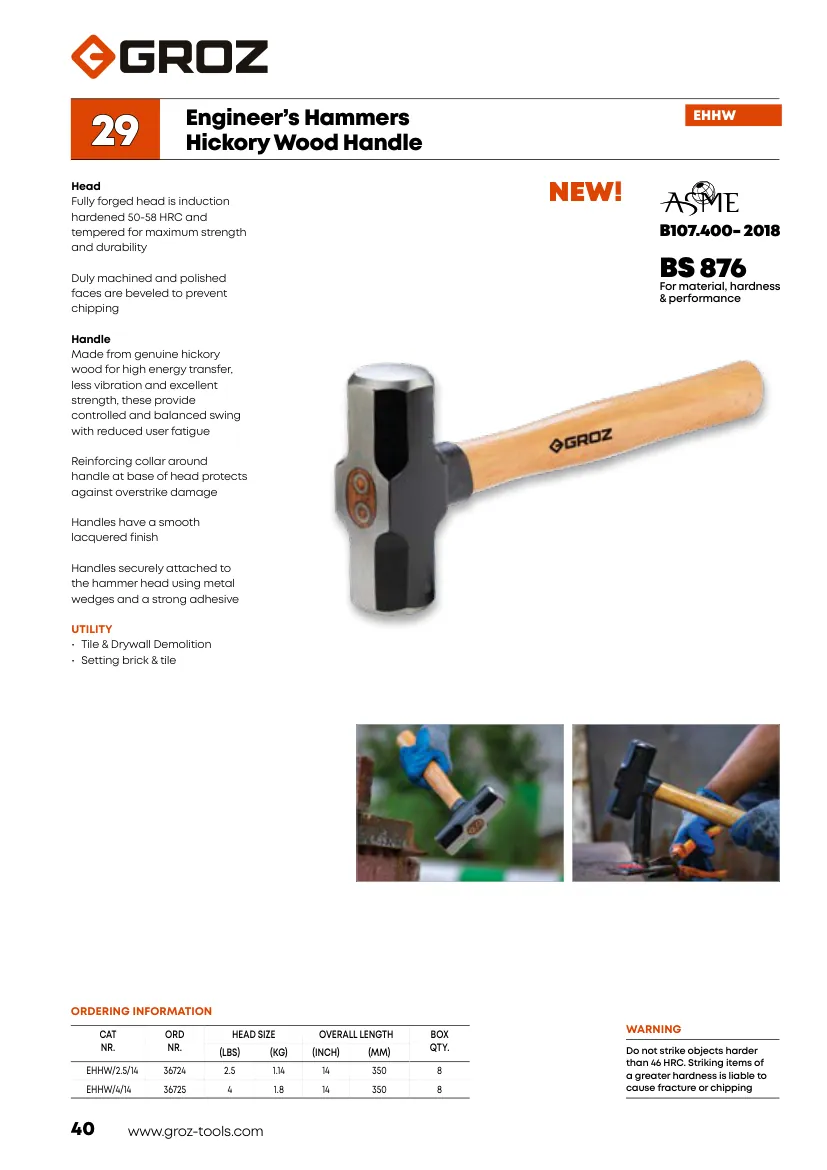 GROZ
29
Engineer's Hammers
Hickory Wood Handle
EHHW
Head
Fully forged head is induction
hardened 50-58 HRC and
tempered for maximum strength
and durability
Duly machined and polished
faces are beveled to prevent
chipping
Handle
Made from genuine hickory
wood for high energy transfer,
less vibration and excellent
strength, these provide
controlled and balanced swing
with reduced user fatigue
Reinforcing collar around
handle at base of head protects
against overstrike damage
Handles have a smooth
lacquered finish
Handles securely attached to
the hammer head using metal
wedges and a strong adhesive
UTILITY
• Tile & Drywall Demolition
• Setting brick & tile
NEW!
ASME
B107.400- 2018
BS 876
For material, hardness
& performance
GROZ
ORDERING INFORMATION
CAT NR. ORD NR. HEAD SIZE OVERALL LENGTH BOX QTY.
(LBS) (KG) (INCH) (MM)
EHHW/2.5/14 36724 2.5 1.14 14 350 8
EHHW/4/14 36725 4 1.8 14 350 8
WARNING
Do not strike objects harder
than 46 HRC. Striking items of
a greater hardness is liable to
cause fracture or chipping
40 www.groz-tools.com